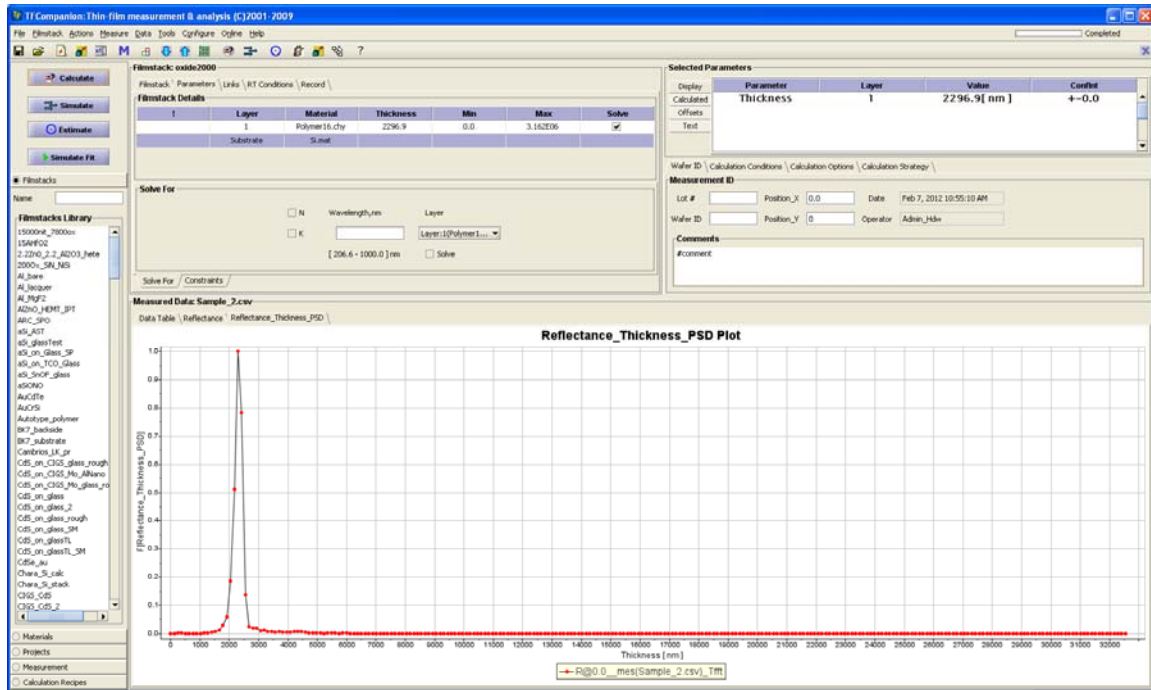 TFCompanion: Thin-film measurement & analysis (C)2001-2009
File Filmstack Actions Measure Data Tools Configure Online Help
Completed
M ?
Calculate
Simulate
Estimate
Simulate Fit
Filmstacks
Name
Filmstacks Library
15000nit_7800ox
15AHFO2
2.2ZnO_2.2_Al2O3_hete
2000x_SiN_NiSi
Al_bare
Al_lacquer
Al_MgF2
AlZnO_HEMT_IPT
ARC_SPO
aSi_AST
aSi_glassTest
aSi_on_Glass_SP
aSi_on_TCO_Glass
aSi_SnOF_glass
aSiONO
AuCdTe
AuCrSi
Autotype_polymer
BK7_backside
BK7_substrate
Cambrios_LK_pr
CdS_on_CIGS_glass_rough
CdS_on_CIGS_Mo_AlNano
CdS_on_CIGS_Mo_glass_ro
CdS_on_glass
CdS_on_glass_2
CdS_on_glass_rough
CdS_on_glass_SM
CdS_on_glassTL
CdS_on_glassTL_SM
CdSe_au
Chara_Si_calc
Chara_Si_stack
CIGS_CdS
CIGS_CdS_2
Materials
Projects
Measurement
Calculation Recipes
Filmstack: oxide2000
Filmstack Parameters Links RT Conditions Record
Filmstack Details
! Layer Material Thickness Min Max Solve
1 Polymer16.chy 2296.9 0.0 3.162E06
Substrate Si.mat
Solve For
N Wavelength,nm Layer
K Layer:1(Polymer1...
[ 206.6 - 1000.0 ] nm Solve
Solve For Constraints
Selected Parameters
Display Parameter Layer Value ConfInt
Calculated Thickness 1 2296.9[ nm ] +-0.0
Offsets
Text
Wafer ID Calculation Conditions Calculation Options Calculation Strategy
Measurement ID
Lot # Position_X 0.0 Date Feb 7, 2012 10:55:10 AM
Wafer ID Position_Y 0 Operator Admin_Hdw
Comments
#comment
Measured Data: Sample_2.csv
Data Table Reflectance Reflectance_Thickness_PSD
Reflectance_Thickness_PSD Plot
F[Reflectance_Thickness_PSD]
1.0
0.9
0.8
0.7
0.6
0.5
0.4
0.3
0.2
0.1
0.0
0 1000 2000 3000 4000 5000 6000 7000 8000 9000 10000 11000 12000 13000 14000 15000 16000 17000 18000 19000 20000 21000 22000 23000 24000 25000 26000 27000 28000 29000 30000 31000 32000
Thickness [ nm ]
R@0.0__mes(Sample_2.csv)_Tfft